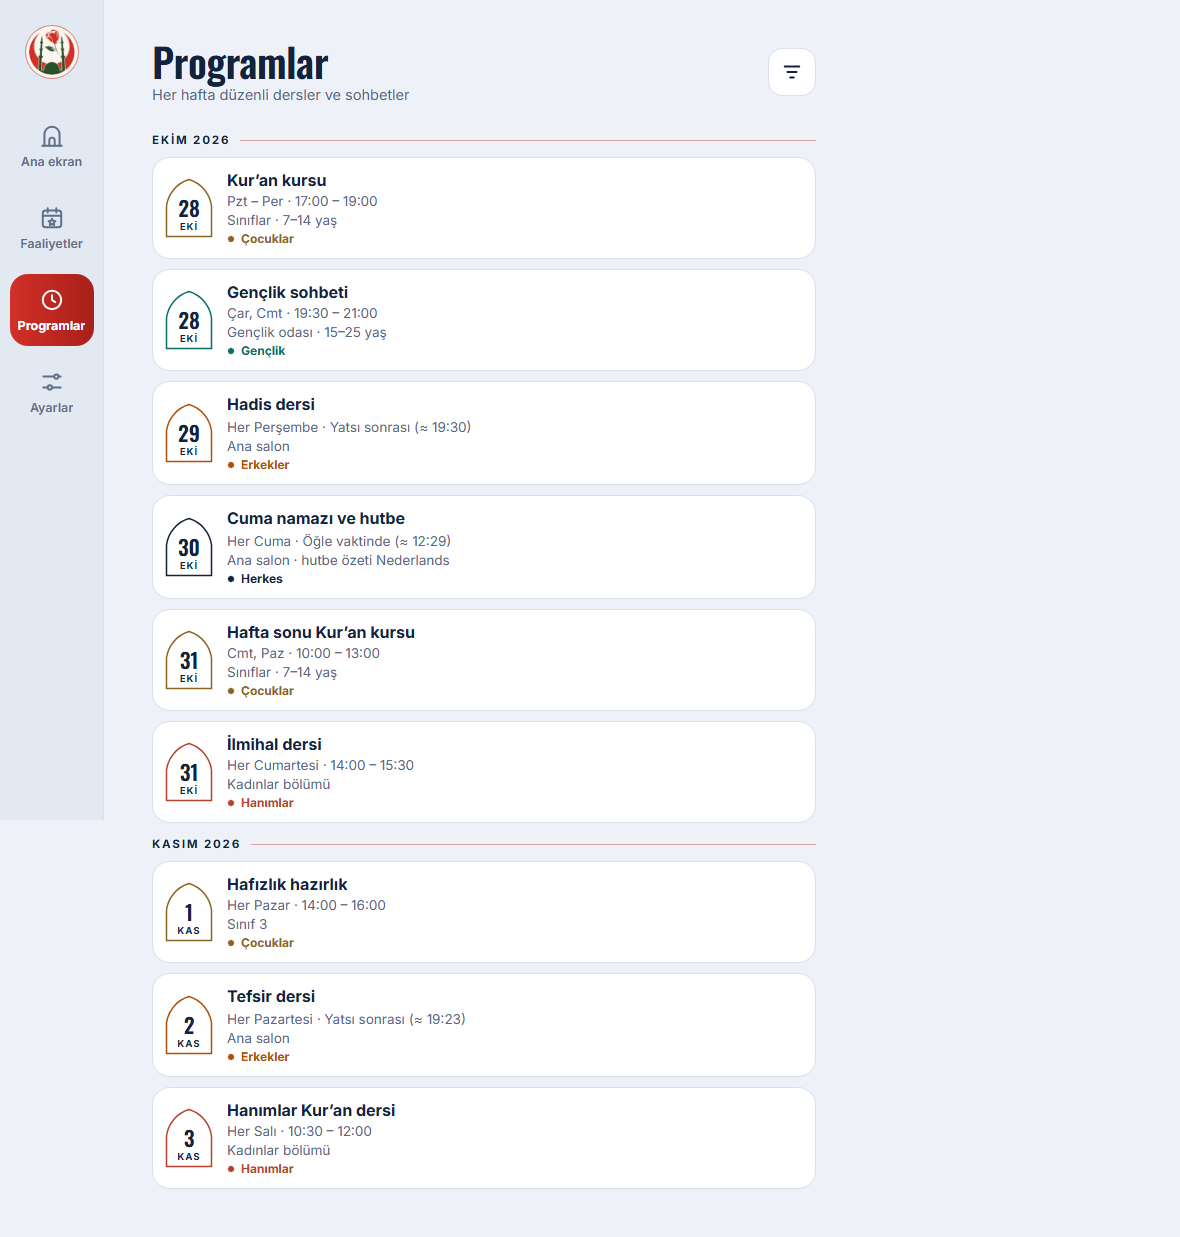 Ana ekran
Faaliyetler
Programlar
Ayarlar
Programlar
Her hafta düzenli dersler ve sohbetler
EKİM 2026
28
EKİ
Kur’an kursu
Pzt – Per · 17:00 – 19:00
Sınıflar · 7–14 yaş
Çocuklar
28
EKİ
Gençlik sohbeti
Çar, Cmt · 19:30 – 21:00
Gençlik odası · 15–25 yaş
Gençlik
29
EKİ
Hadis dersi
Her Perşembe · Yatsı sonrası (≈ 19:30)
Ana salon
Erkekler
30
EKİ
Cuma namazı ve hutbe
Her Cuma · Öğle vaktinde (≈ 12:29)
Ana salon · hutbe özeti Nederlands
Herkes
31
EKİ
Hafta sonu Kur’an kursu
Cmt, Paz · 10:00 – 13:00
Sınıflar · 7–14 yaş
Çocuklar
31
EKİ
İlmihal dersi
Her Cumartesi · 14:00 – 15:30
Kadınlar bölümü
Hanımlar
KASIM 2026
1
KAS
Hafızlık hazırlık
Her Pazar · 14:00 – 16:00
Sınıf 3
Çocuklar
2
KAS
Tefsir dersi
Her Pazartesi · Yatsı sonrası (≈ 19:23)
Ana salon
Erkekler
3
KAS
Hanımlar Kur’an dersi
Her Salı · 10:30 – 12:00
Kadınlar bölümü
Hanımlar